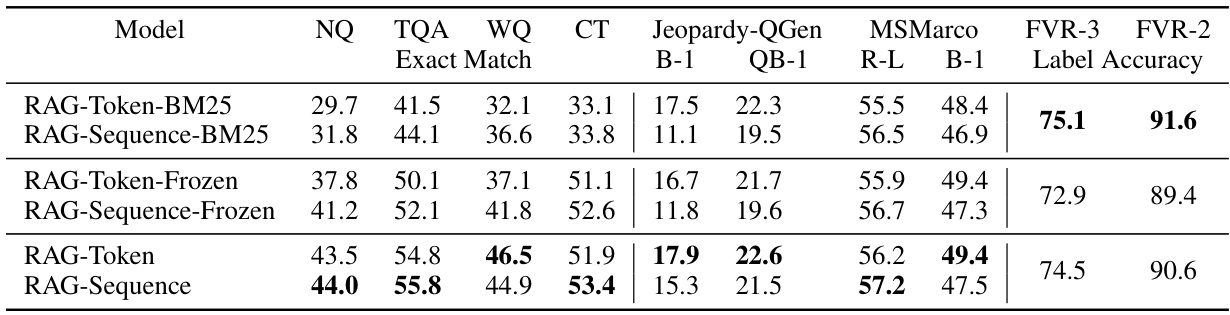 Model NQ TQA WQ CT Jeopardy-QGen MSMarco FVR-3 FVR-2
Exact Match B-1 QB-1 R-L B-1 Label Accuracy
RAG-Token-BM25 29.7 41.5 32.1 33.1 17.5 22.3 55.5 48.4
75.1 91.6
RAG-Sequence-BM25 31.8 44.1 36.6 33.8 11.1 19.5 56.5 46.9
RAG-Token-Frozen 37.8 50.1 37.1 51.1 16.7 21.7 55.9 49.4
72.9 89.4
RAG-Sequence-Frozen 41.2 52.1 41.8 52.6 11.8 19.6 56.7 47.3
RAG-Token 43.5 54.8 46.5 51.9 17.9 22.6 56.2 49.4
74.5 90.6
RAG-Sequence 44.0 55.8 44.9 53.4 15.3 21.5 57.2 47.5